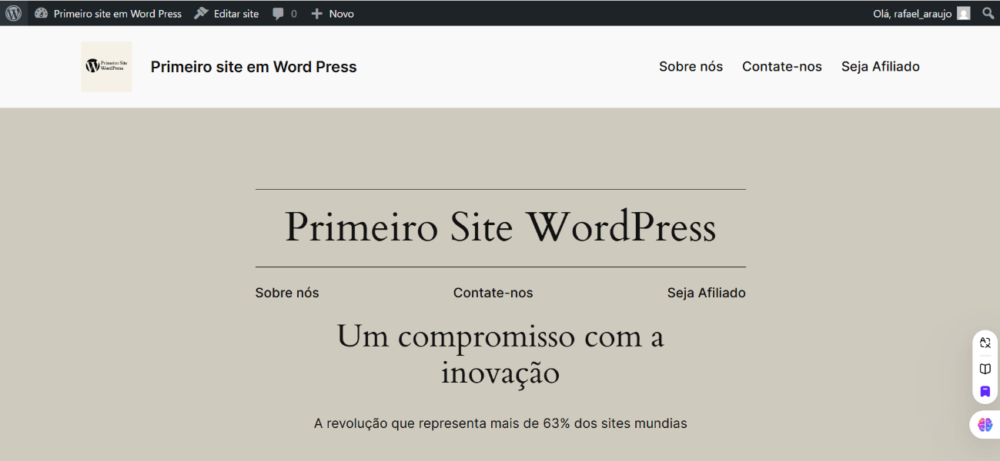 Primeiro site em Word Press Editar site 0 Novo Olá, rafael_araujo
Primeiro Site
WordPress
Primeiro site em Word Press Sobre nós Contate-nos Seja Afiliado
Primeiro Site WordPress
Sobre nós Contate-nos Seja Afiliado
Um compromisso com a
inovação
A revolução que representa mais de 63% dos sites mundias